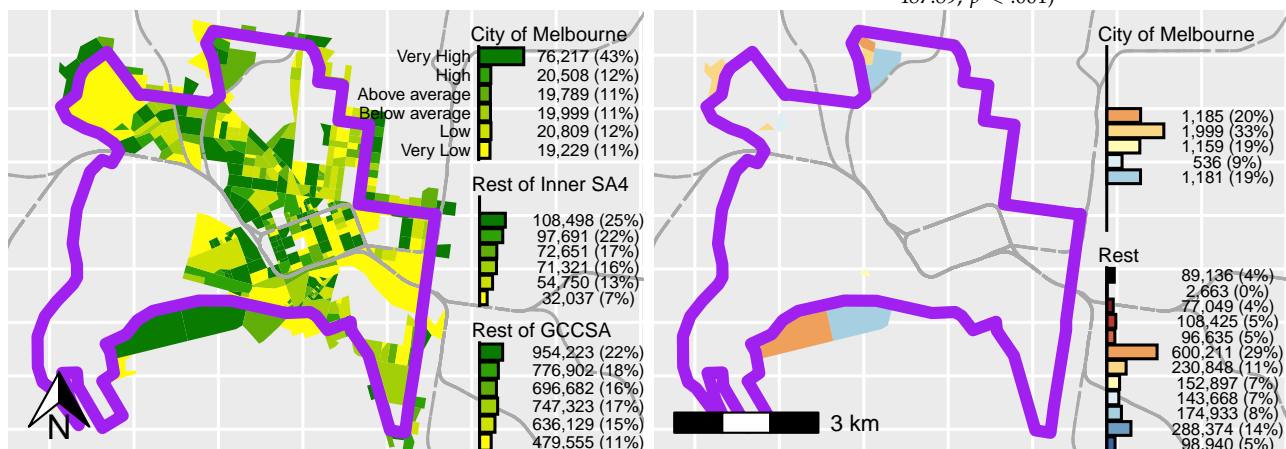 137.89, p < .001)
City of Melbourne
Very High 76,217 (43%)
High 20,508 (12%)
Above average 19,789 (11%)
Below average 19,999 (11%)
Low 20,809 (12%)
Very Low 19,229 (11%)
Rest of Inner SA4
108,498 (25%)
97,691 (22%)
72,651 (17%)
71,321 (16%)
54,750 (13%)
32,037 (7%)
Rest of GCCSA
954,223 (22%)
776,902 (18%)
696,682 (16%)
747,323 (17%)
636,129 (15%)
479,555 (11%)
N
City of Melbourne
1,185 (20%)
1,999 (33%)
1,159 (19%)
536 (9%)
1,181 (19%)
Rest
89,136 (4%)
2,663 (0%)
77,049 (4%)
108,425 (5%)
96,635 (5%)
600,211 (29%)
230,848 (11%)
152,897 (7%)
143,668 (7%)
174,933 (8%)
288,374 (14%)
98,940 (5%)
3 km